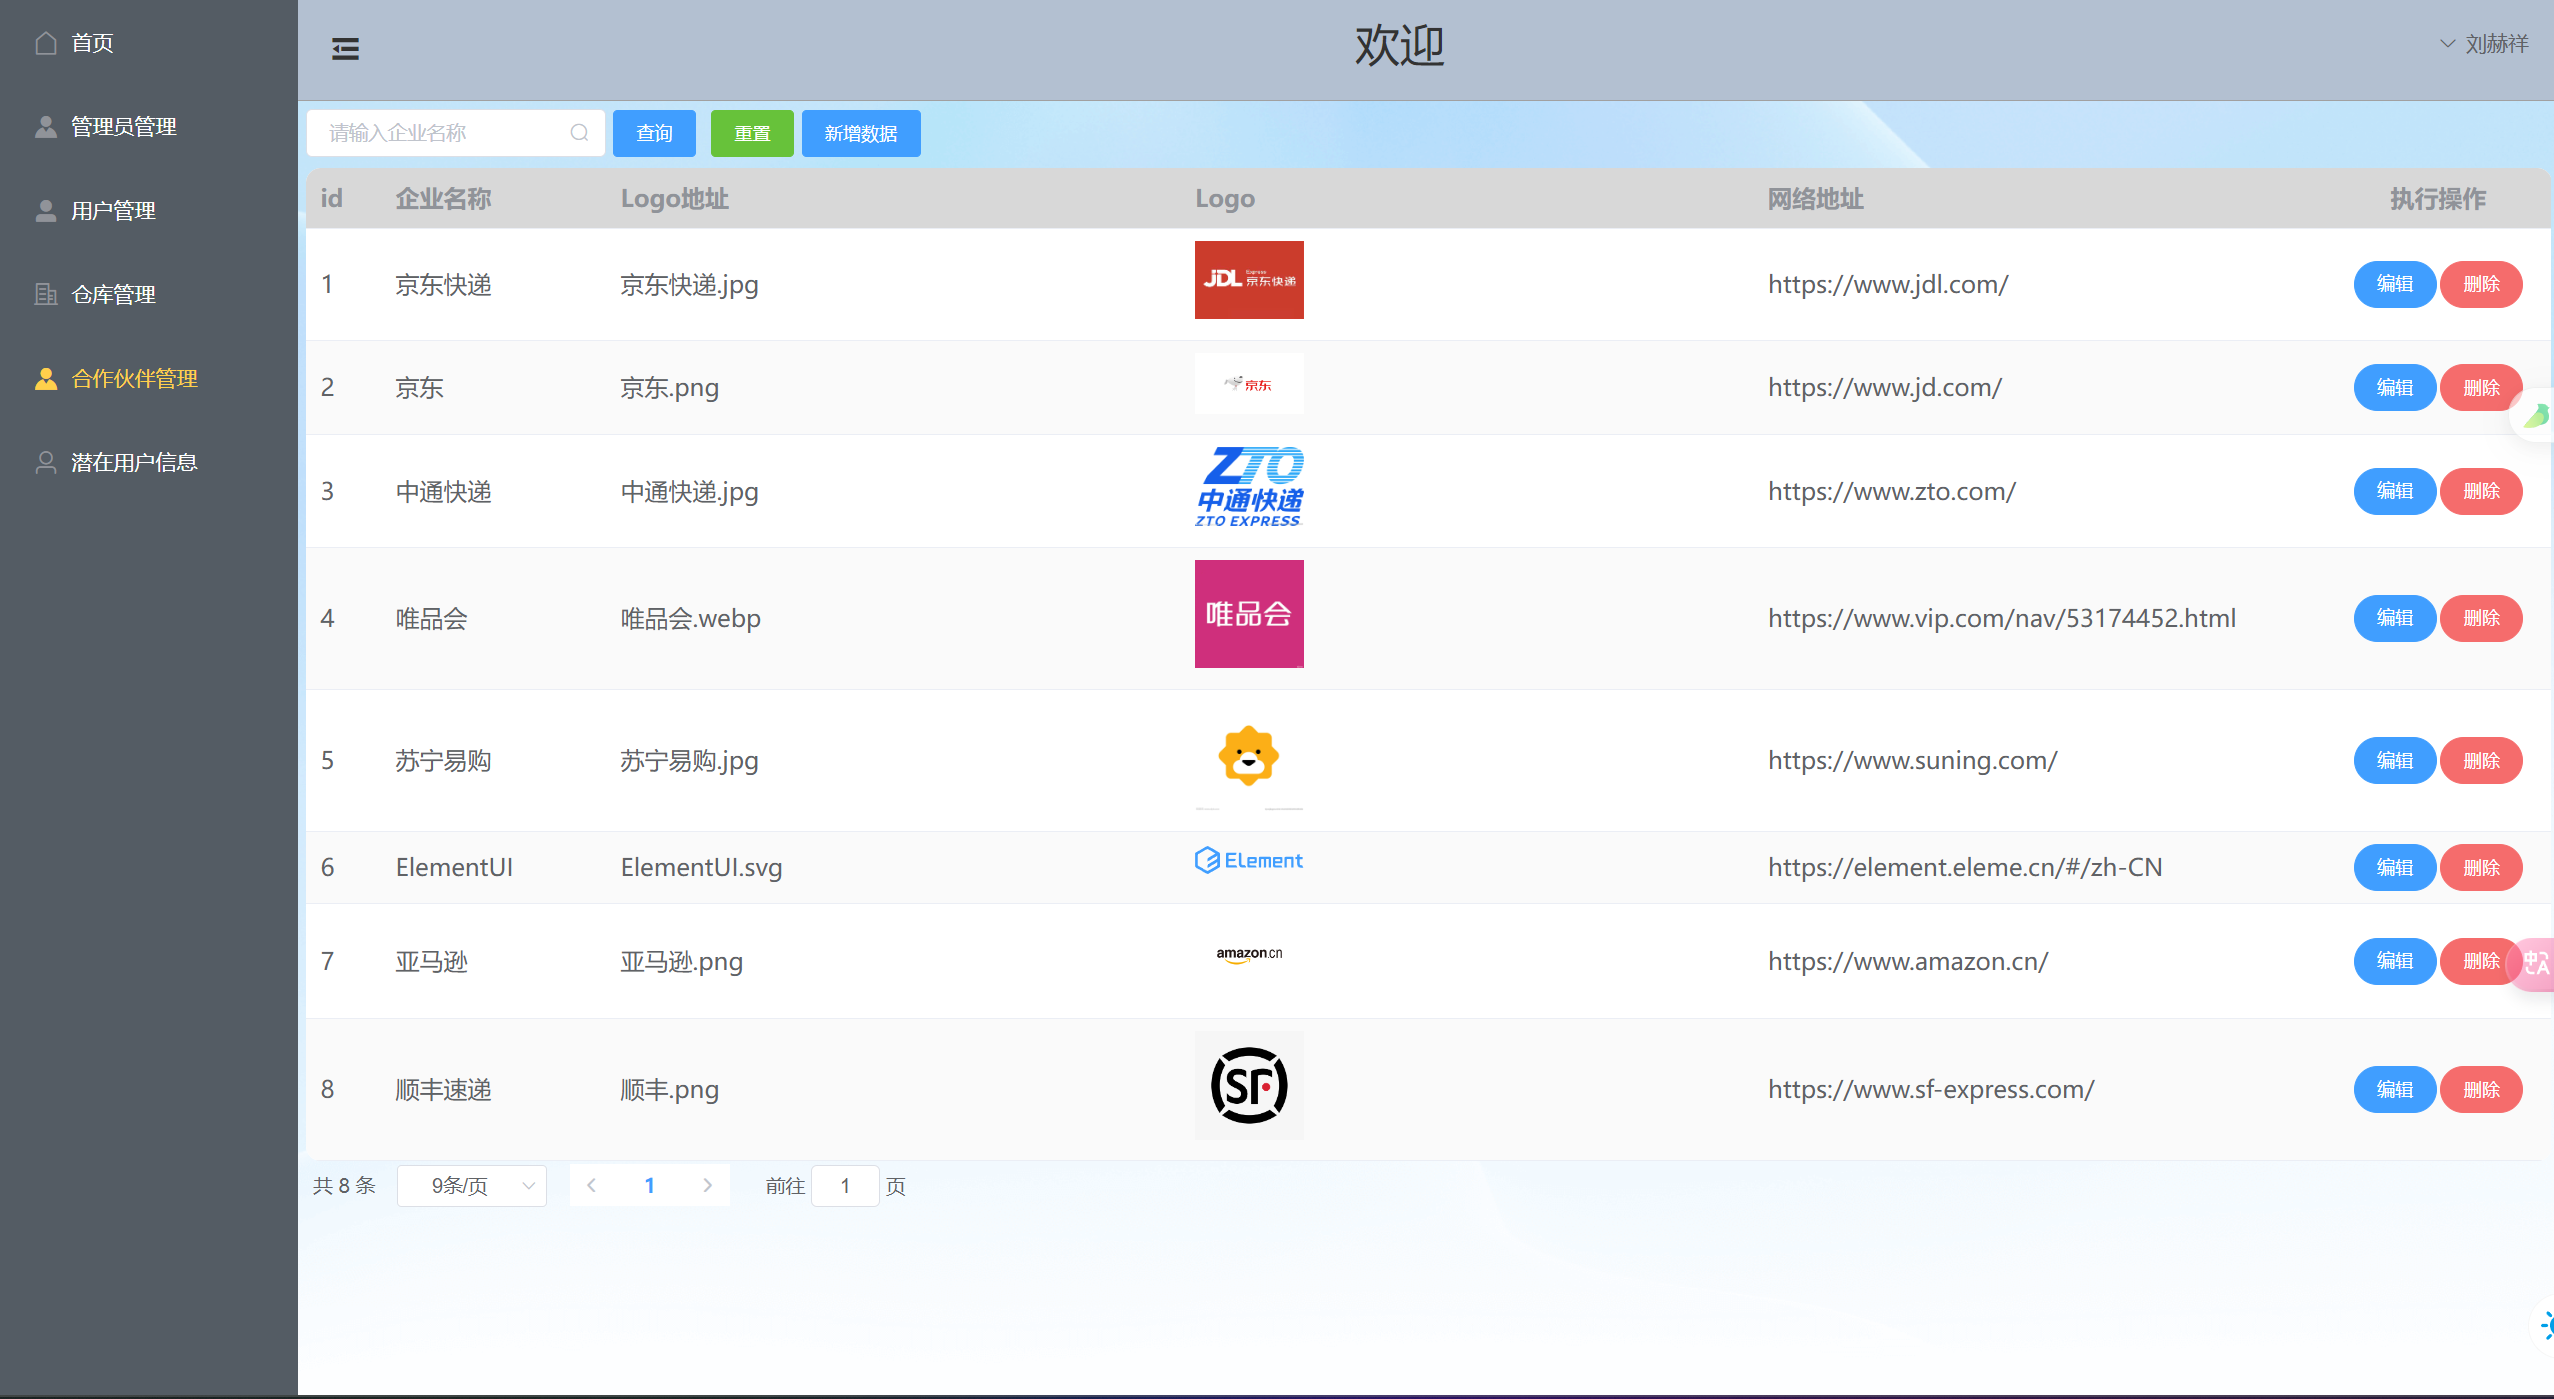 首页
管理员管理
用户管理
仓库管理
合作伙伴管理
潜在用户信息
欢迎
刘赫祥
请输入企业名称 查询 重置 新增数据
id 企业名称 Logo地址 Logo 网络地址 执行操作
1 京东快递 京东快递.jpg JDL Express 京东快递 https://www.jdl.com/ 编辑 删除
2 京东 京东.png 京东 https://www.jd.com/ 编辑 删除
3 中通快递 中通快递.jpg ZTO 中通快递 ZTO EXPRESS https://www.zto.com/ 编辑 删除
4 唯品会 唯品会.webp 唯品会 https://www.vip.com/nav/53174452.html 编辑 删除
5 苏宁易购 苏宁易购.jpg https://www.suning.com/ 编辑 删除
6 ElementUI ElementUI.svg Element https://element.eleme.cn/#/zh-CN 编辑 删除
7 亚马逊 亚马逊.png amazon.cn https://www.amazon.cn/ 编辑 删除
中A
8 顺丰速递 顺丰.png SF https://www.sf-express.com/ 编辑 删除
共 8 条 9条/页 1 前往 1 页